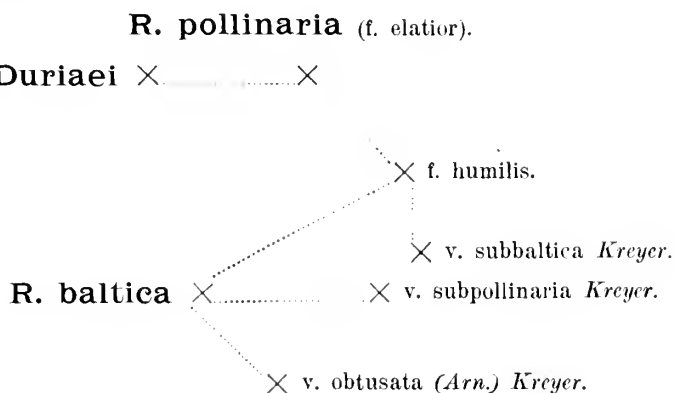 R. pollinaria (f. elatior).
Duriaei
f. humilis.
v. subbaltica Kreyer.
R. baltica
v. subpollinaria Kreyer.
v. obtusata (Arn.) Kreyer.